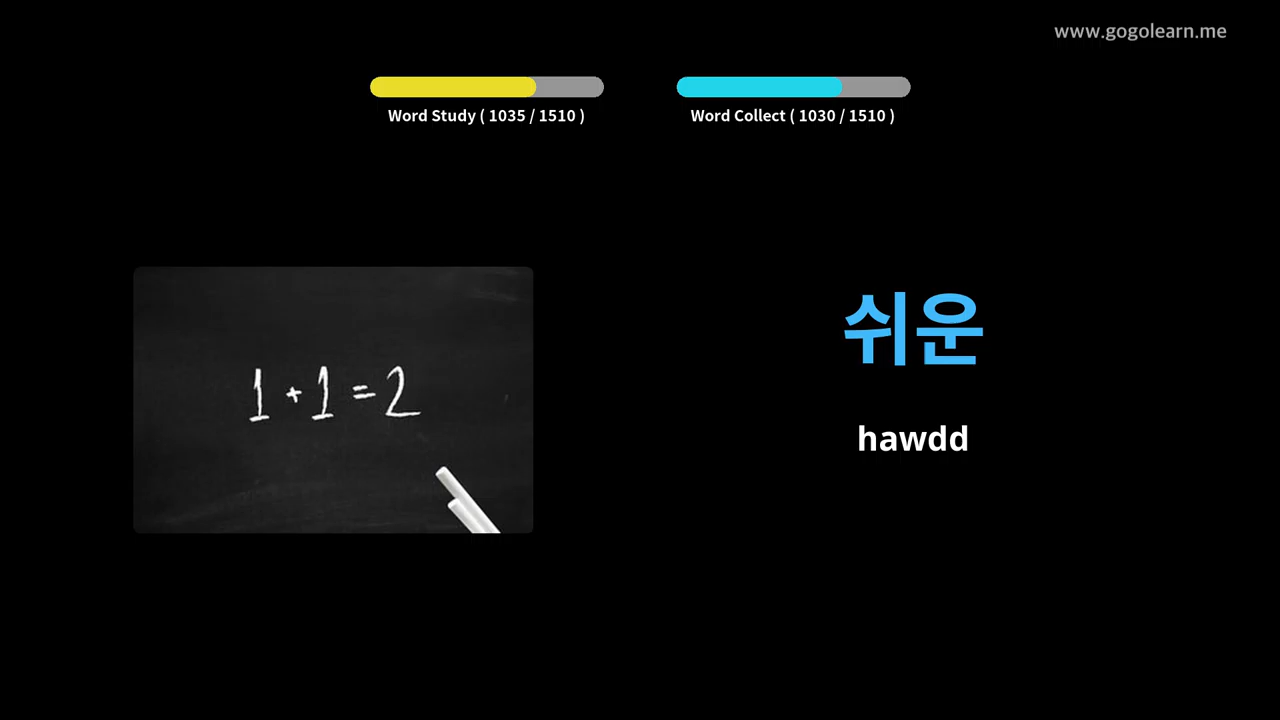 www.gogolearn.me
Word Study ( 1035 / 1510 )
Word Collect ( 1030 / 1510 )
1 + 1 = 2
쉬운
hawdd